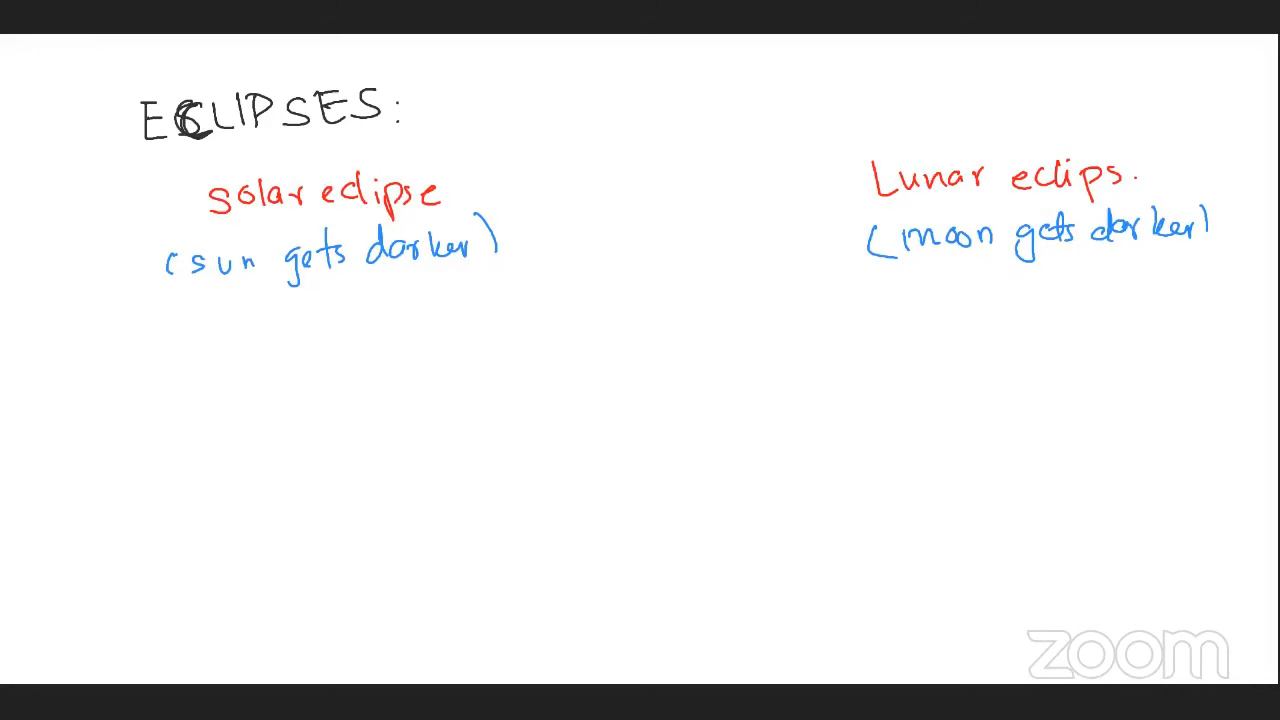 ECLIPSES:
solar eclipse
(sun gets darker)
Lunar eclips.
(moon gets darker)
zoom